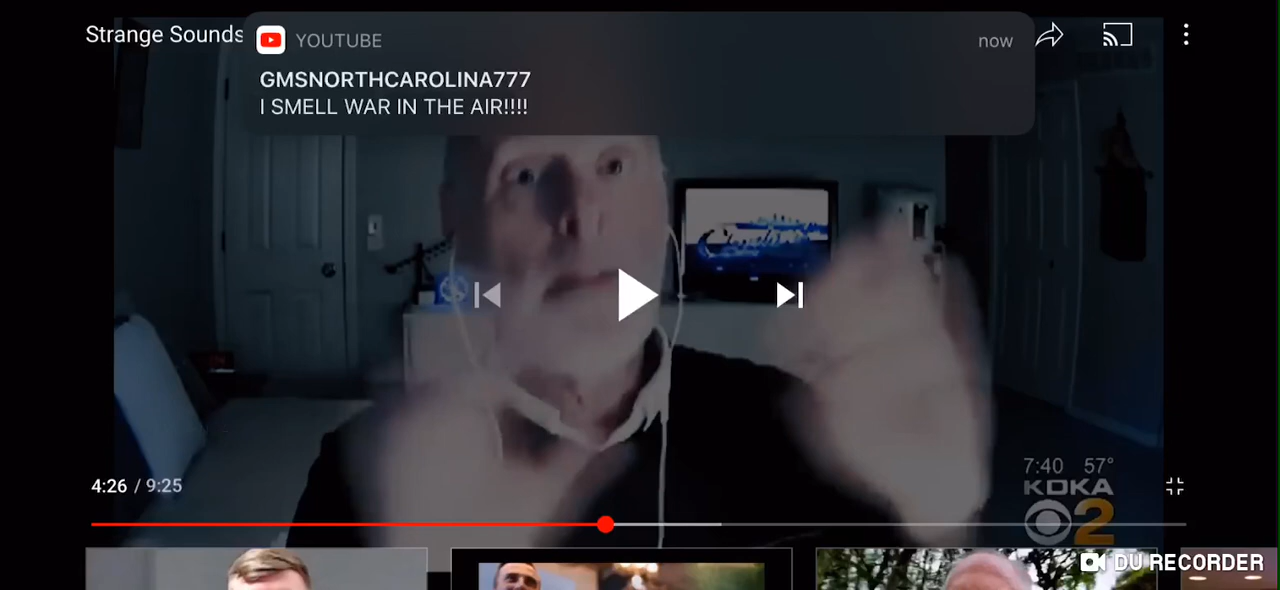 Strange Sounds
YOUTUBE
now
GMSNORTHCAROLINA777
I SMELL WAR IN THE AIR!!!!
4:26 / 9:25
7:40 57°
KDKA
2
DU RECORDER